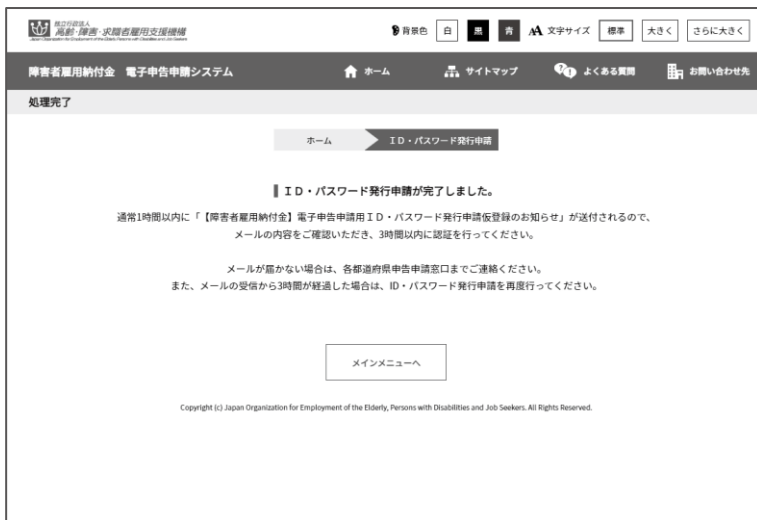 独立行政法人
高齢・障害・求職者雇用支援機構
Japan Organization for Employment of the Elderly, Persons with Disabilities and Job Seekers
背景色 白 黒 青 AA 文字サイズ 標準 大きく さらに大きく
障害者雇用納付金 電子申告申請システム ホーム サイトマップ よくある質問 お問い合わせ先
処理完了
ホーム ID・パスワード発行申請
ID・パスワード発行申請が完了しました。
通常1時間以内に「【障害者雇用納付金】電子申告申請用ID・パスワード発行申請仮登録のお知らせ」が送付されるので、
メールの内容をご確認いただき、3時間以内に認証を行ってください。
メールが届かない場合は、各都道府県申告申請窓口までご連絡ください。
また、メールの受信から3時間が経過した場合は、ID・パスワード発行申請を再度行ってください。
メインメニューへ
Copyright (c) Japan Organization for Employment of the Elderly, Persons with Disabilities and Job Seekers. All Rights Reserved.